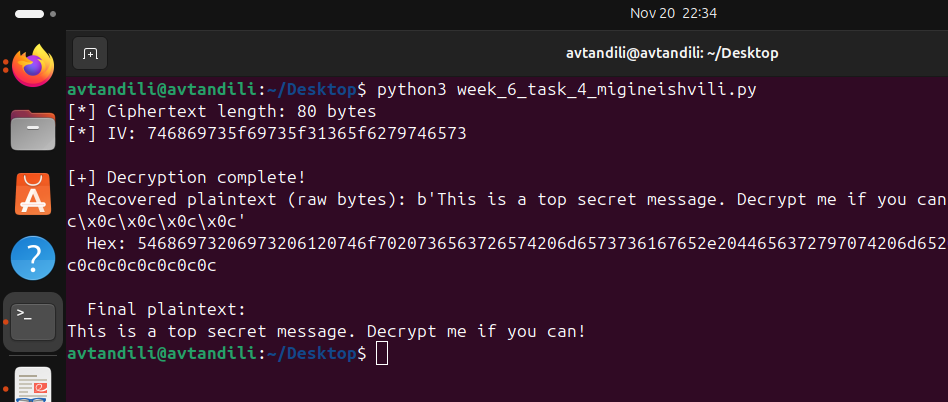 Nov 20 22:34
avtandili@avtandili: ~/Desktop
avtandili@avtandili:~/Desktop$ python3 week_6_task_4_migineishvili.py
[*] Ciphertext length: 80 bytes
[*] IV: 746869735f69735f31365f6279746573
[+] Decryption complete!
Recovered plaintext (raw bytes): b'This is a top secret message. Decrypt me if you can
c\x0c\x0c\x0c\x0c'
Hex: 54686973206973206120746f7020736563726574206d6573736167652e2044656372797074206d652
c0c0c0c0c0c0c0c
Final plaintext:
This is a top secret message. Decrypt me if you can!
avtandili@avtandili:~/Desktop$